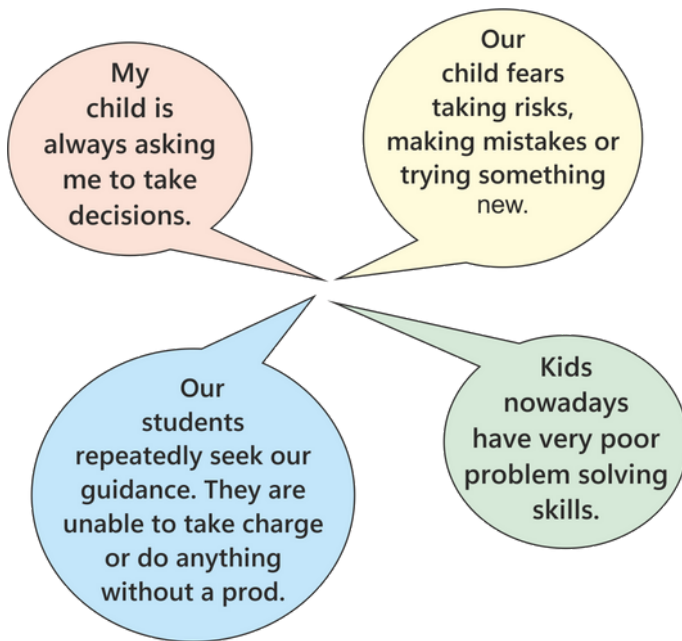 My
child is
always asking
me to take
decisions.
Our
child fears
taking risks,
making mistakes or
trying something
new.
Our
students
repeatedly seek our
guidance. They are
unable to take charge
or do anything
without a prod.
Kids
nowadays
have very poor
problem solving
skills.